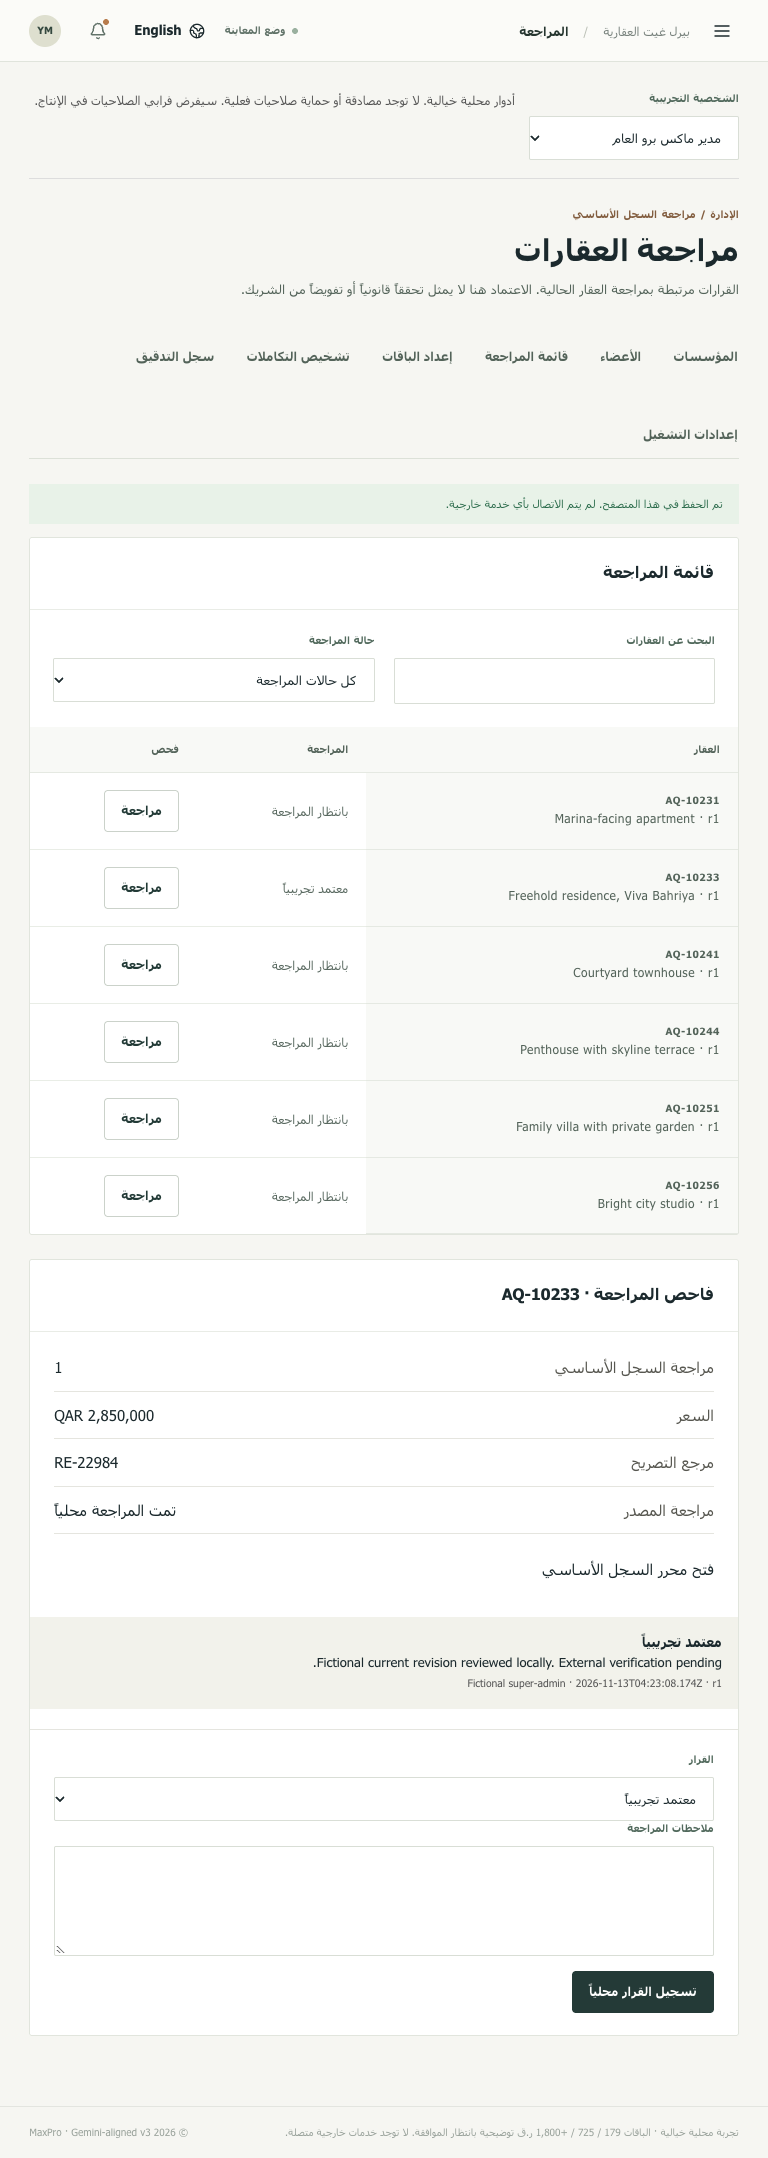 بيرل غيت العقارية / المراجعة
وضع المعاينة
English
YM
الشخصية التجريبية
مدير ماكس برو العام
أدوار محلية خيالية. لا توجد مصادقة أو حماية صلاحيات فعلية. سيفرض فرابي الصلاحيات في الإنتاج.
الإدارة / مراجعة السجل الأساسي
مراجعة العقارات
القرارات مرتبطة بمراجعة العقار الحالية. الاعتماد هنا لا يمثل تحققاً قانونياً أو تفويضاً من الشريك.
المؤسسات
الأعضاء
قائمة المراجعة
إعداد الباقات
تشخيص التكاملات
سجل التدقيق
إعدادات التشغيل
تم الحفظ في هذا المتصفح. لم يتم الاتصال بأي خدمة خارجية.
قائمة المراجعة
البحث عن العقارات
حالة المراجعة
كل حالات المراجعة
العقار
المراجعة
فحص
AQ-10231
Marina-facing apartment · r1
بانتظار المراجعة
مراجعة
AQ-10233
Freehold residence, Viva Bahriya · r1
معتمد تجريبياً
مراجعة
AQ-10241
Courtyard townhouse · r1
بانتظار المراجعة
مراجعة
AQ-10244
Penthouse with skyline terrace · r1
بانتظار المراجعة
مراجعة
AQ-10251
Family villa with private garden · r1
بانتظار المراجعة
مراجعة
AQ-10256
Bright city studio · r1
بانتظار المراجعة
مراجعة
فاحص المراجعة · AQ-10233
مراجعة السجل الأساسي
1
السعر
QAR 2,850,000
مرجع التصريح
RE-22984
مراجعة المصدر
تمت المراجعة محلياً
فتح محرر السجل الأساسي
معتمد تجريبياً
Fictional current revision reviewed locally. External verification pending.
Fictional super-admin · 2026-11-13T04:23:08.174Z · r1
القرار
معتمد تجريبياً
ملاحظات المراجعة
تسجيل القرار محلياً
تجربة محلية خيالية · الباقات 179 / 725 / +1,800 ر.ق توضيحية بانتظار الموافقة. لا توجد خدمات خارجية متصلة.
© 2026 MaxPro · Gemini-aligned v3